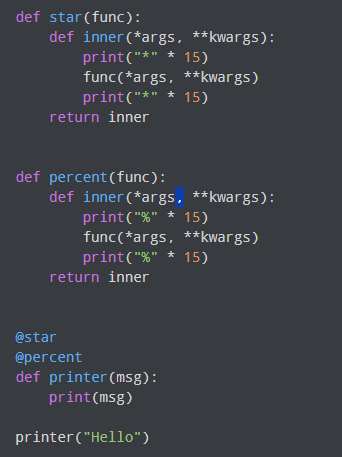 def star(func):
    def inner(*args, **kwargs):
        print("*" * 15)
        func(*args, **kwargs)
        print("*" * 15)
    return inner


def percent(func):
    def inner(*args, **kwargs):
        print("%" * 15)
        func(*args, **kwargs)
        print("%" * 15)
    return inner


@star
@percent
def printer(msg):
    print(msg)

printer("Hello")